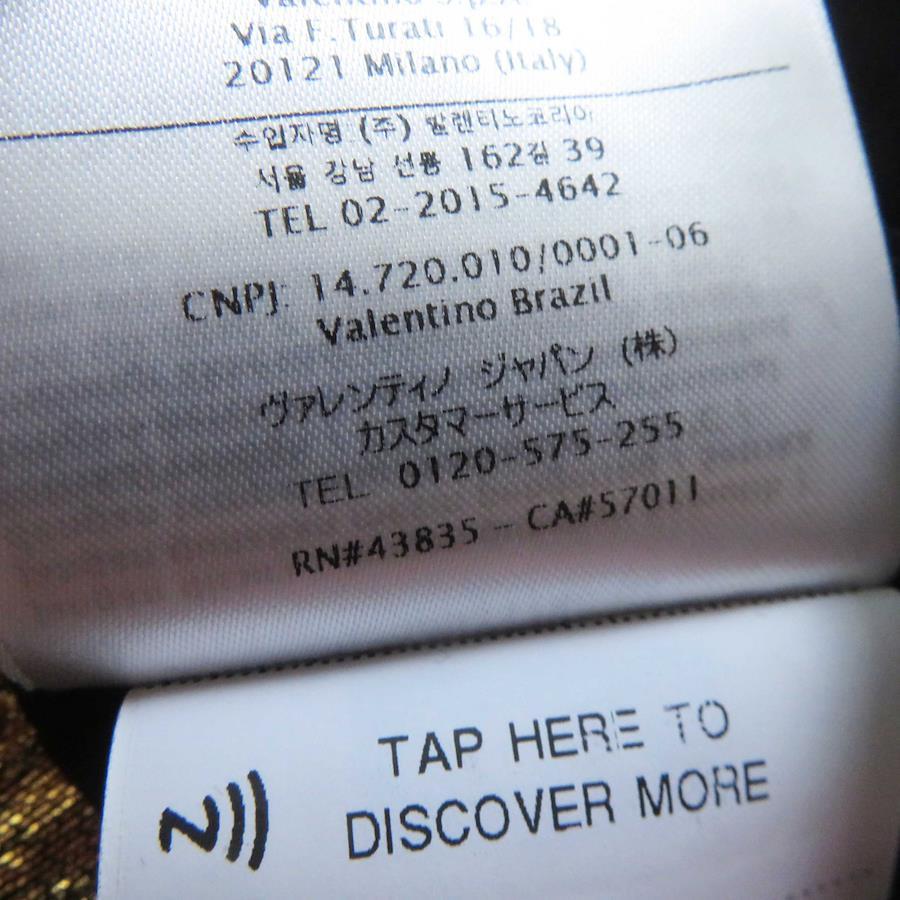 Valentino S.p.A.
Via F.Turati 16/18
20121 Milano (Italy)
수입자명 (주) 발렌티노코리아
서울 강남 선릉 162길 39
TEL 02-2015-4642
CNPJ: 14.720.010/0001-06
Valentino Brazil
ヴァレンティノ ジャパン (株)
カスタマーサービス
TEL 0120-575-255
RN#43835 - CA#57011
TAP HERE TO
DISCOVER MORE